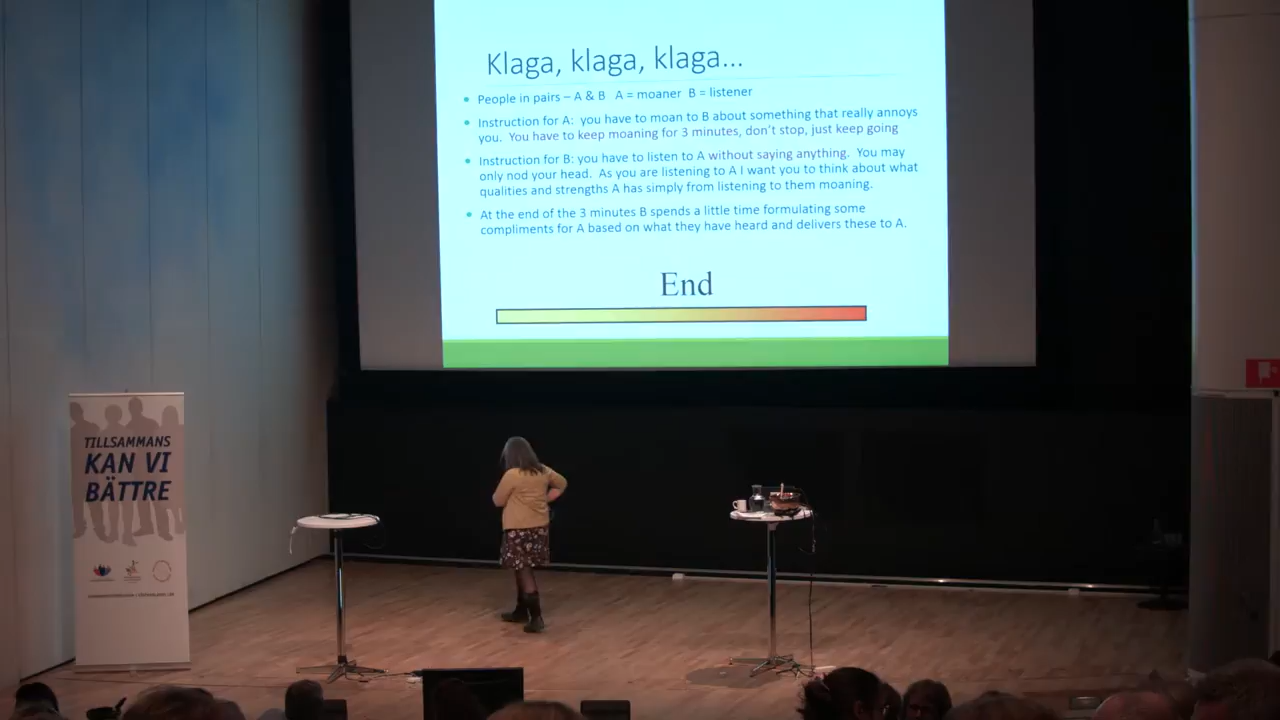 Klaga, klaga, klaga...
People in pairs – A & B   A = moaner  B = listener
Instruction for A:  you have to moan to B about something that really annoys
you.  You have to keep moaning for 3 minutes, don't stop, just keep going
Instruction for B: you have to listen to A without saying anything.  You may
only nod your head.  As you are listening to A I want you to think about what
qualities and strengths A has simply from listening to them moaning.
At the end of the 3 minutes B spends a little time formulating some
compliments for A based on what they have heard and delivers these to A.
End
TILLSAMMANS
KAN VI
BÄTTRE